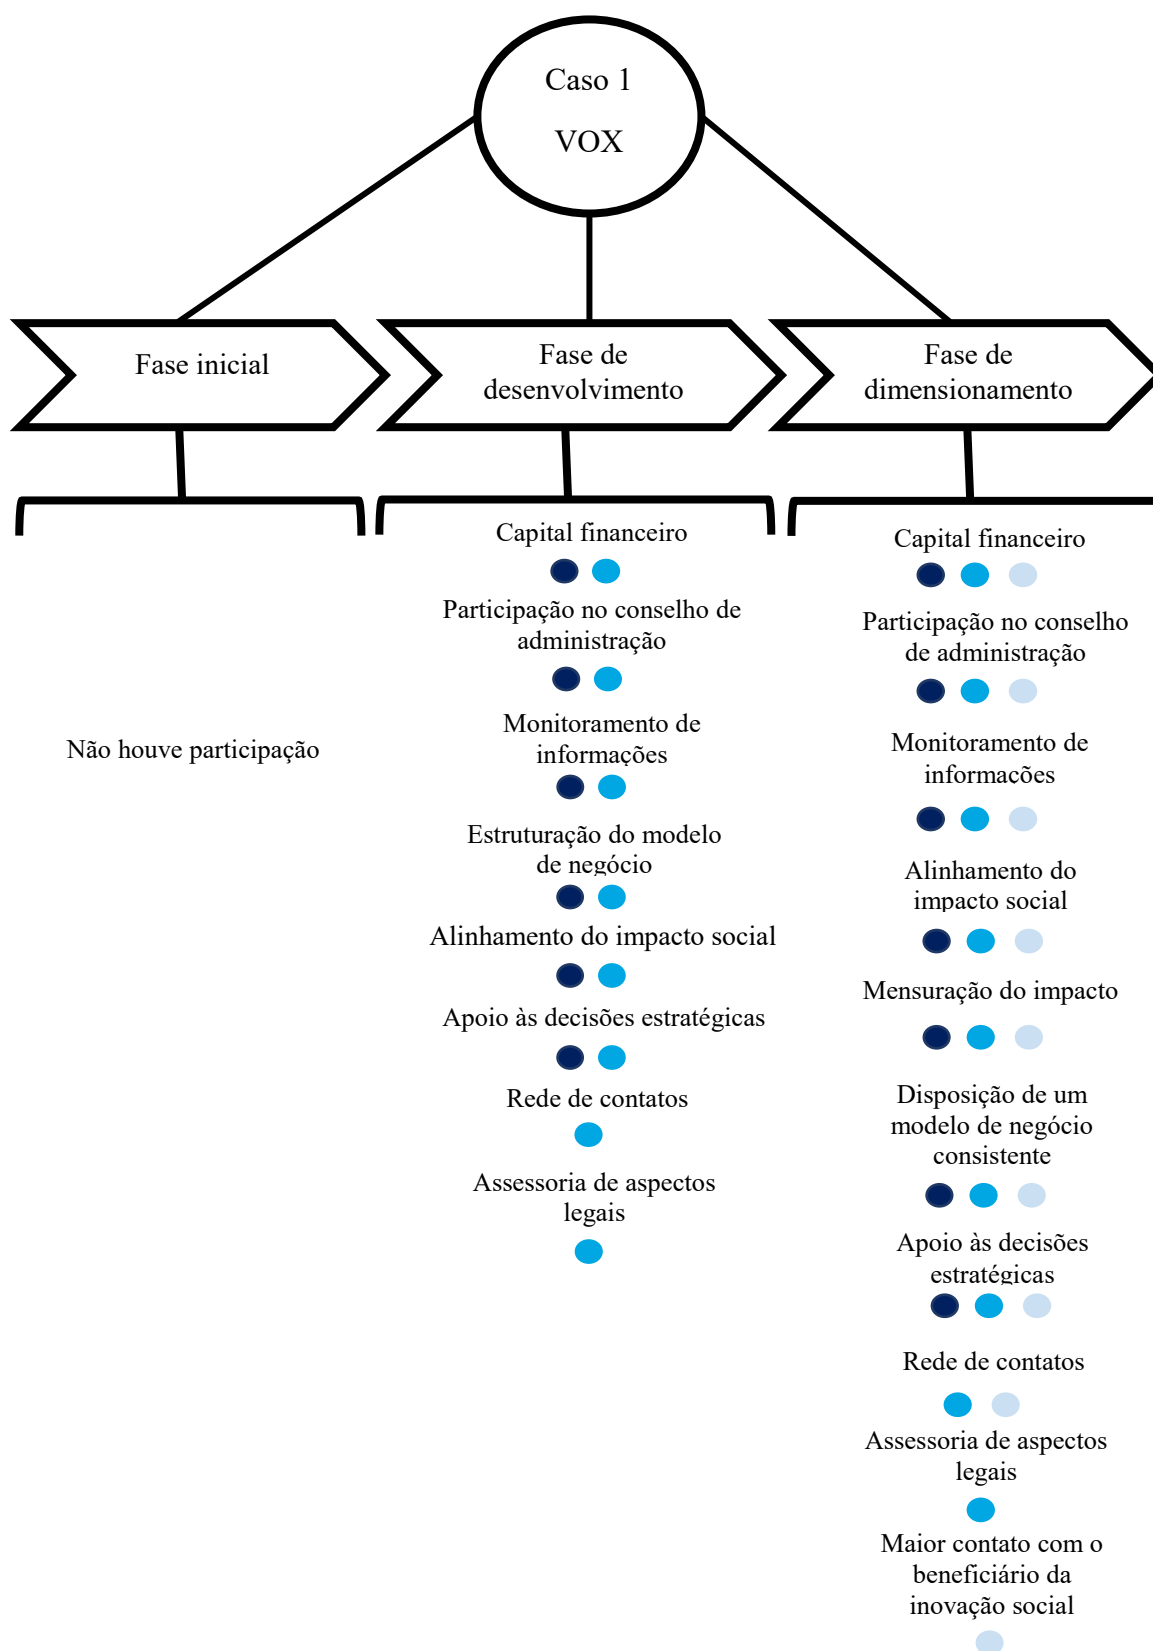 Caso 1
VOX
Fase inicial
Não houve participação
Fase de
desenvolvimento
Capital financeiro
Participação no conselho de
administração
Monitoramento de
informações
Estruturação do modelo
de negócio
Alinhamento do impacto social
Apoio às decisões estratégicas
Rede de contatos
Assessoria de aspectos
legais
Fase de
dimensionamento
Capital financeiro
Participação no conselho
de administração
Monitoramento de
informações
Alinhamento do
impacto social
Mensuração do impacto
Disposição de um
modelo de negócio
consistente
Apoio às decisões
estratégicas
Rede de contatos
Assessoria de aspectos
legais
Maior contato com o
beneficiário da
inovação social